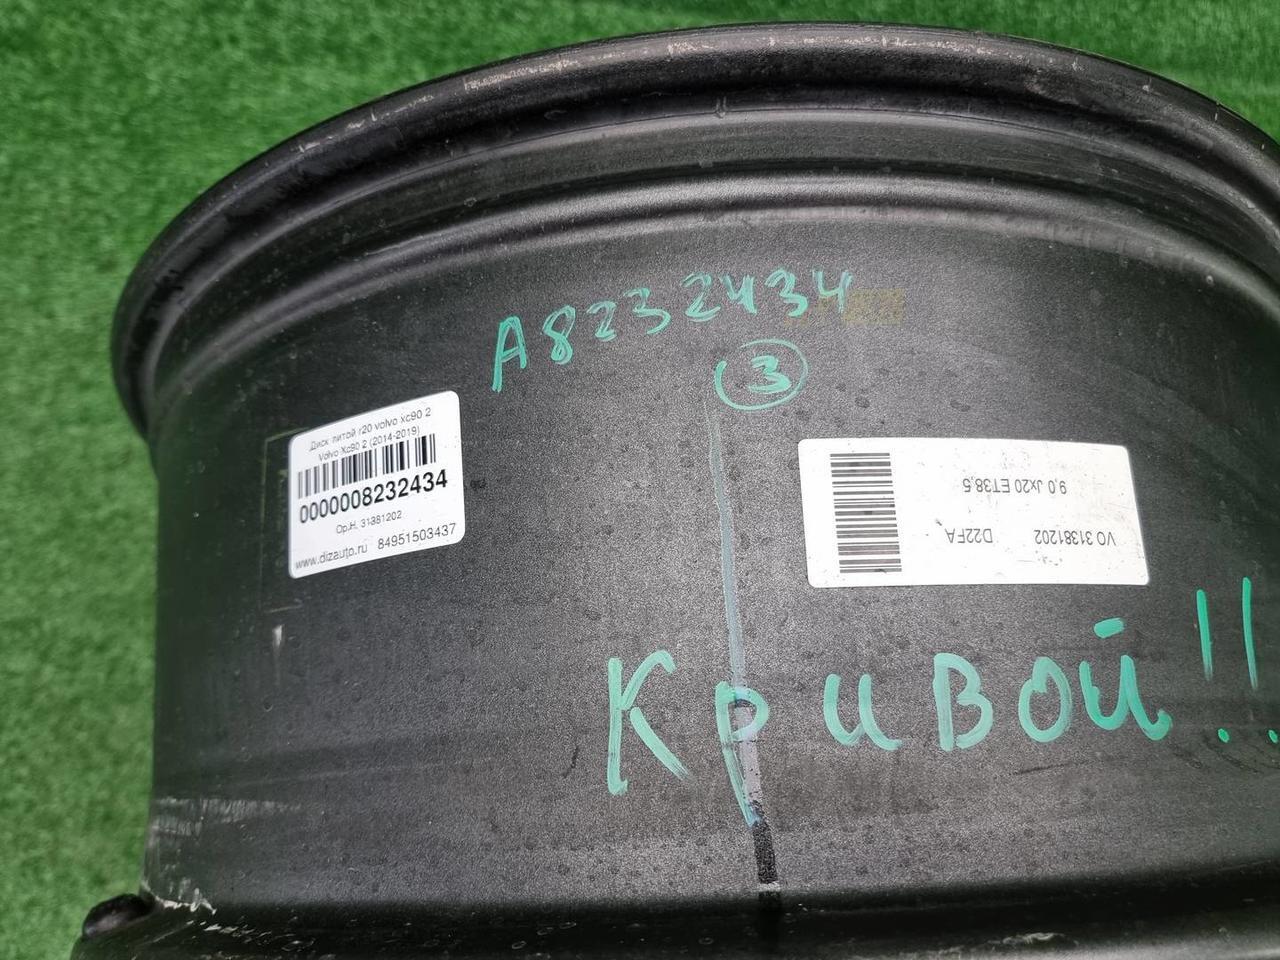 A8232434
3
Диск литой r20 volvo xc90 2
Volvo Xc90 2 (2014-2019)
0000008232434
Ор.Н. 31381202
www.dizauto.ru 84951503437
VO 31381202 D22FA
9,0 Jx20 ET38,5
Кривой!!